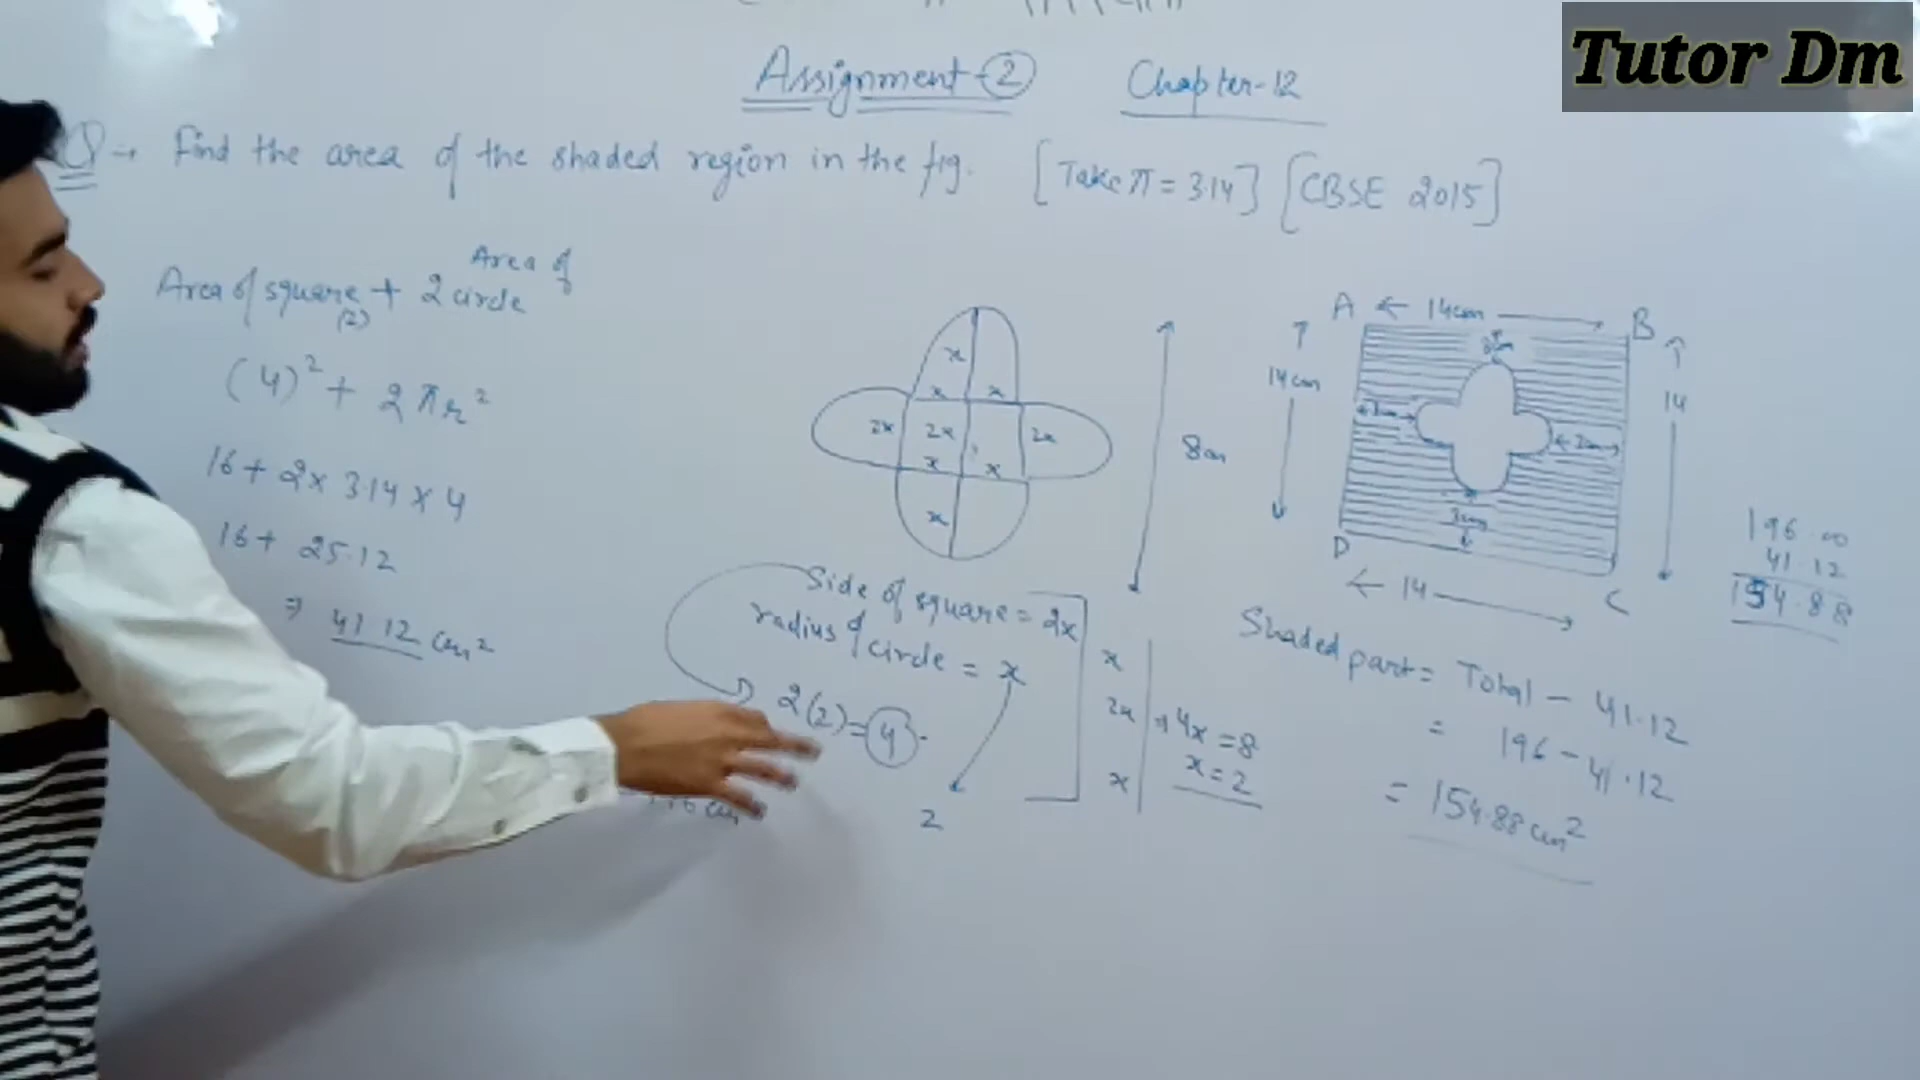 Tutor Dm
Assignment-2 Chapter-12
Q→ Find the area of the shaded region in the fig. [Take π = 3.14] [CBSE 2015]
Area of
Area of square + 2 circle
(2)
(4)² + 2πr²
16 + 2 x 3.14 x 4
16 + 25.12
⇒ 41.12 cm²
x
x x
2x 2x 2x
x x
x
8cm
A ← 14cm → B
3cm
14cm
14
2cm
2cm
3cm
D
← 14 → C
196.00
41.12
154.88
Side of square = 2x
radius of circle = x
2(2)=4
2
x
2x ⇒ 4x = 8
x = 2
x
Shaded part = Total - 41.12
= 196 - 41.12
= 154.88 cm²